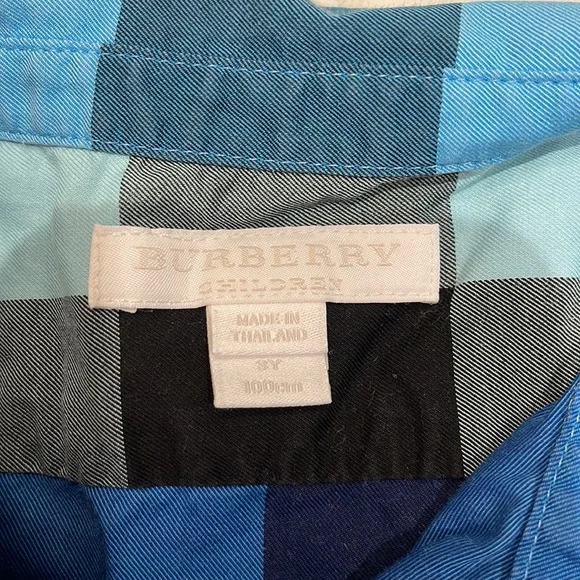 BURBERRY
CHILDREN
MADE IN
THAILAND
3Y
100cm